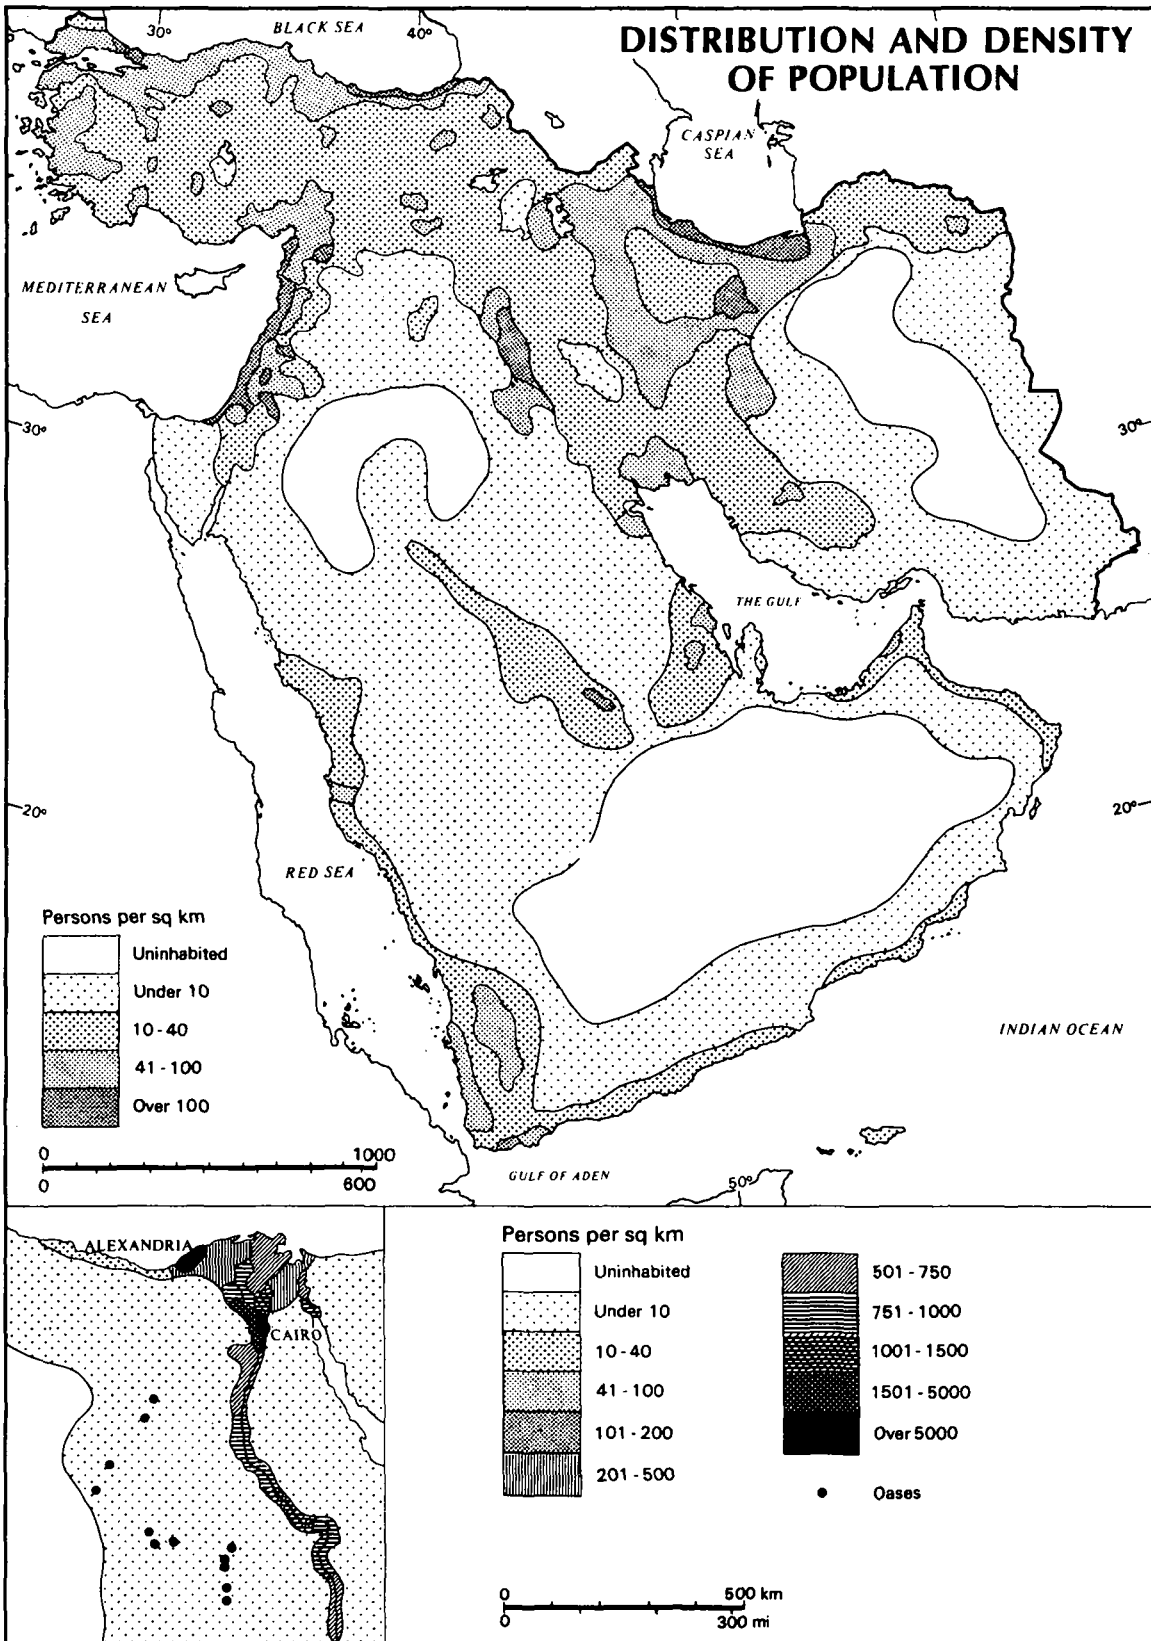 DISTRIBUTION AND DENSITY
OF POPULATION
30°
BLACK SEA
40°
CASPIAN
SEA
MEDITERRANEAN
SEA
30°
30°
THE GULF
20°
20°
RED SEA
INDIAN OCEAN
GULF OF ADEN
50°
Persons per sq km
Uninhabited
Under 10
10 - 40
41 - 100
Over 100
0 1000
0 600
ALEXANDRIA
CAIRO
Persons per sq km
Uninhabited
Under 10
10 - 40
41 - 100
101 - 200
201 - 500
501 - 750
751 - 1000
1001 - 1500
1501 - 5000
Over 5000
Oases
0 500 km
0 300 mi